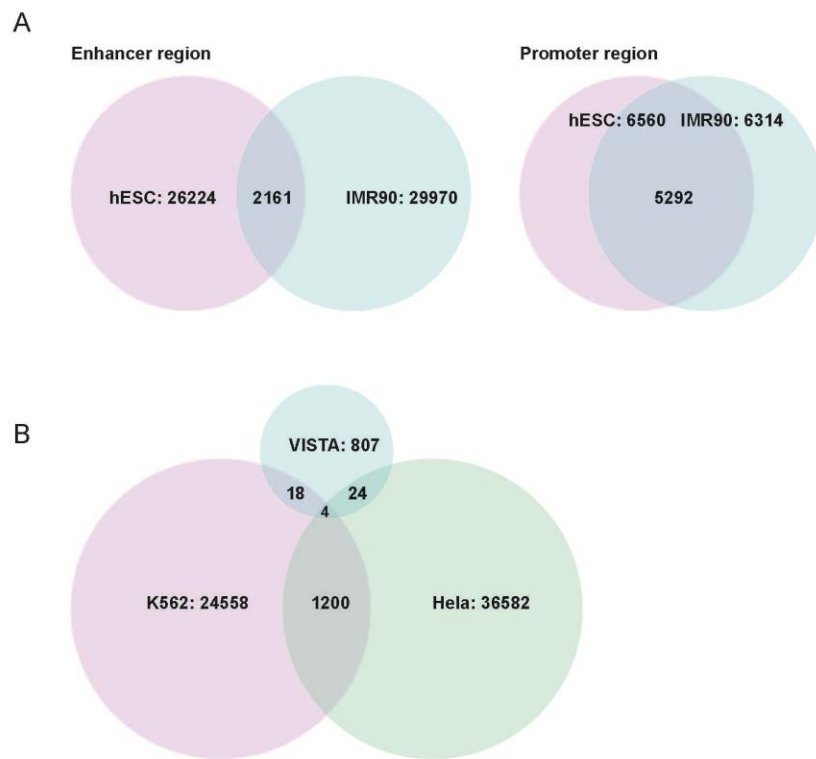 A
Enhancer region
Promoter region
hESC: 6560 IMR90: 6314
hESC: 26224 2161 IMR90: 29970
5292
B
VISTA: 807
18 24
4
K562: 24558 1200 Hela: 36582